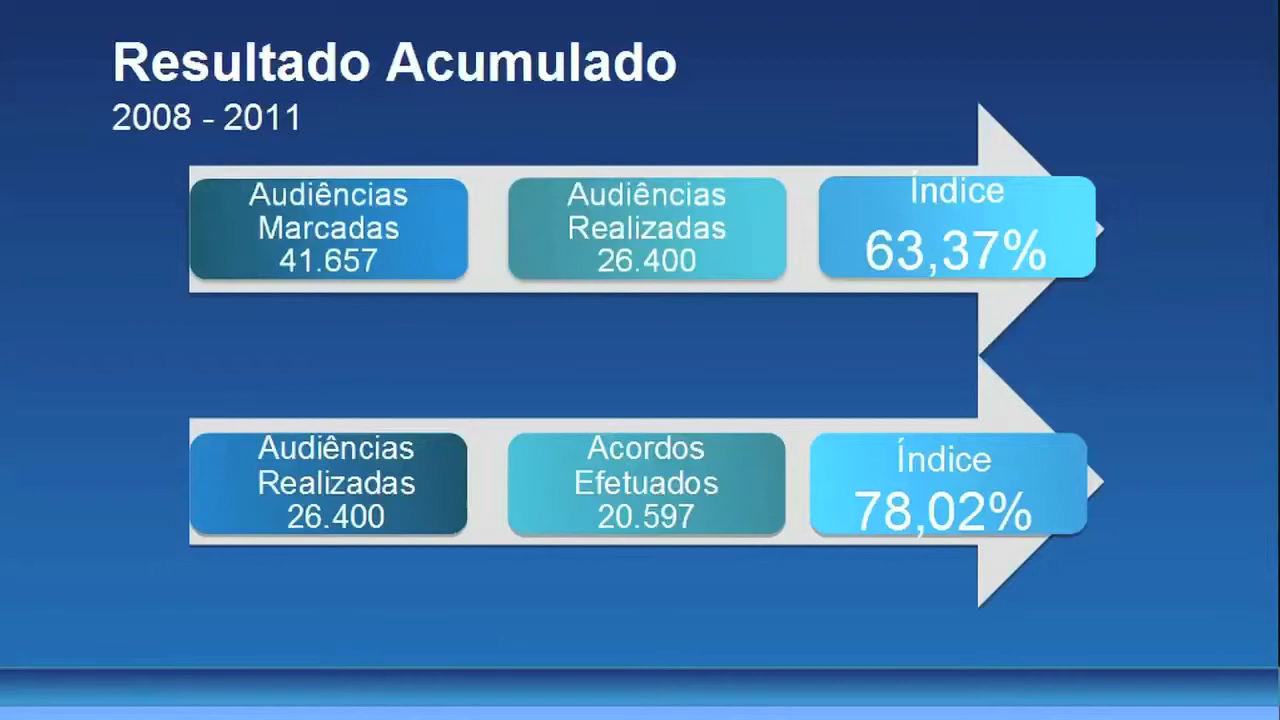 Resultado Acumulado
2008 - 2011
Audiências
Marcadas
41.657
Audiências
Realizadas
26.400
Índice
63,37%
Audiências
Realizadas
26.400
Acordos
Efetuados
20.597
Índice
78,02%